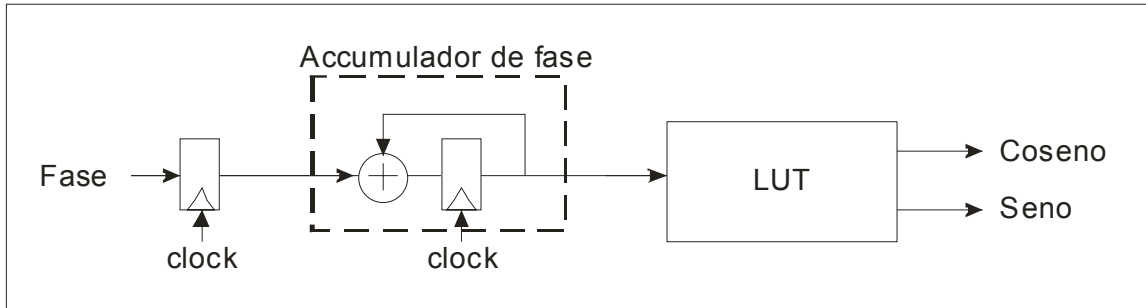 Accumulador de fase
Fase
LUT
Coseno
Seno
clock
clock